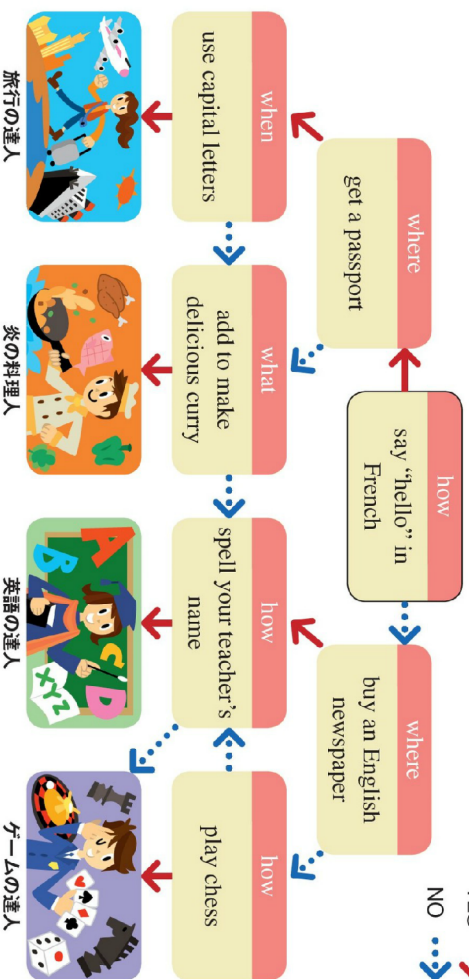 NO
how
say “hello” in
French
where
get a passport
where
buy an English
newspaper
when
use capital letters
what
add to make
delicious curry
how
spell your teacher’s
name
how
play chess
A
B
C
D
XYZ
旅行の達人
炎の料理人
英語の達人
ゲームの達人